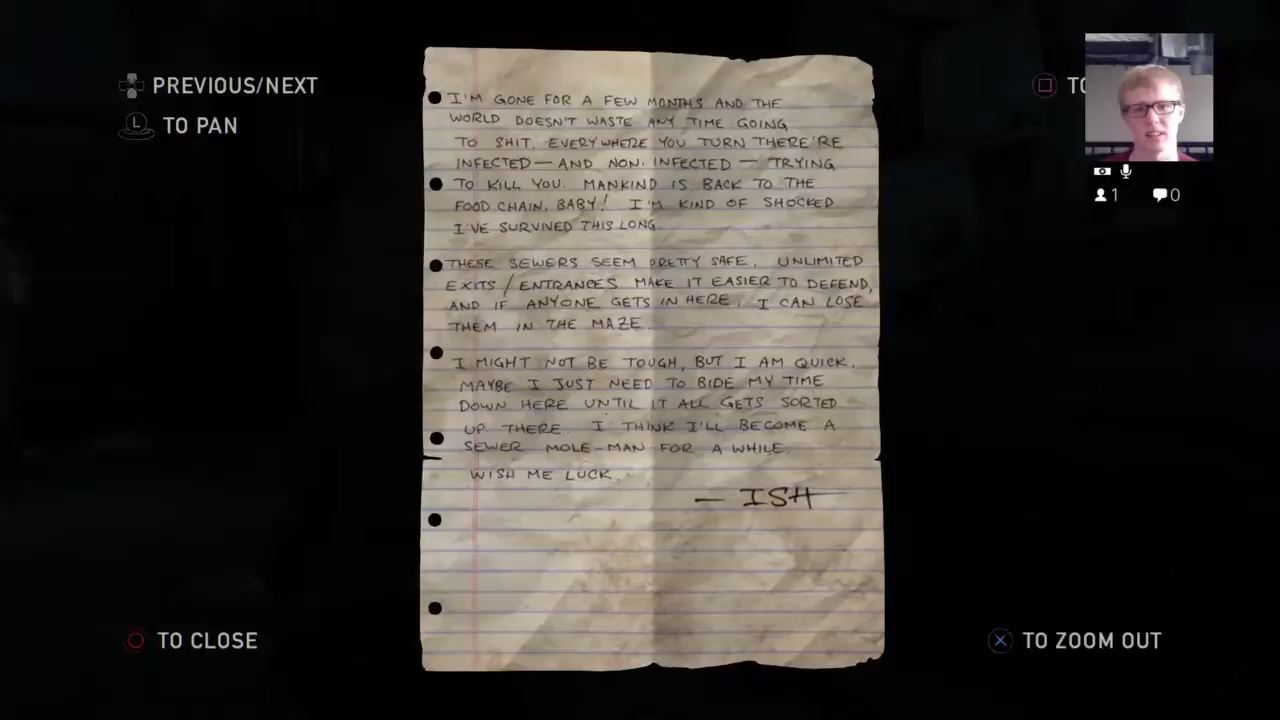 PREVIOUS/NEXT
L TO PAN
TO
1
0
I'M GONE FOR A FEW MONTHS AND THE
WORLD DOESN'T WASTE ANY TIME GOING
TO SHIT. EVERYWHERE YOU TURN THERE'RE
INFECTED — AND NON-INFECTED — TRYING
TO KILL YOU. MANKIND IS BACK TO THE
FOOD CHAIN, BABY! I'M KIND OF SHOCKED
I'VE SURVIVED THIS LONG.
THESE SEWERS SEEM PRETTY SAFE. UNLIMITED
EXITS/ENTRANCES MAKE IT EASIER TO DEFEND,
AND IF ANYONE GETS IN HERE, I CAN LOSE
THEM IN THE MAZE.
I MIGHT NOT BE TOUGH, BUT I AM QUICK.
MAYBE I JUST NEED TO BIDE MY TIME
DOWN HERE UNTIL IT ALL GETS SORTED
UP THERE. I THINK I'LL BECOME A
SEWER MOLE-MAN FOR A WHILE.
WISH ME LUCK.
— ISH
TO CLOSE
TO ZOOM OUT